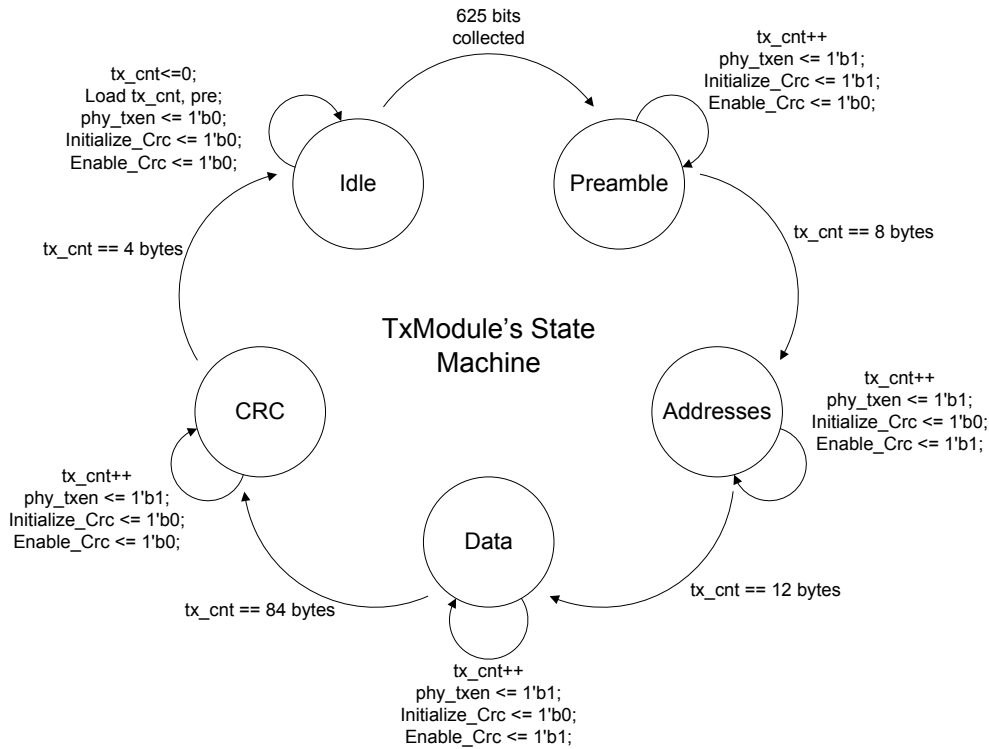 625 bits
collected
tx_cnt<=0;
Load tx_cnt, pre;
phy_txen <= 1'b0;
Initialize_Crc <= 1'b0;
Enable_Crc <= 1'b0;
tx_cnt++
phy_txen <= 1'b1;
Initialize_Crc <= 1'b1;
Enable_Crc <= 1'b0;
Idle
Preamble
tx_cnt == 4 bytes
tx_cnt == 8 bytes
TxModule's State
Machine
CRC
Addresses
tx_cnt++
phy_txen <= 1'b1;
Initialize_Crc <= 1'b0;
Enable_Crc <= 1'b1;
tx_cnt++
phy_txen <= 1'b1;
Initialize_Crc <= 1'b0;
Enable_Crc <= 1'b0;
Data
tx_cnt == 84 bytes
tx_cnt == 12 bytes
tx_cnt++
phy_txen <= 1'b1;
Initialize_Crc <= 1'b0;
Enable_Crc <= 1'b1;